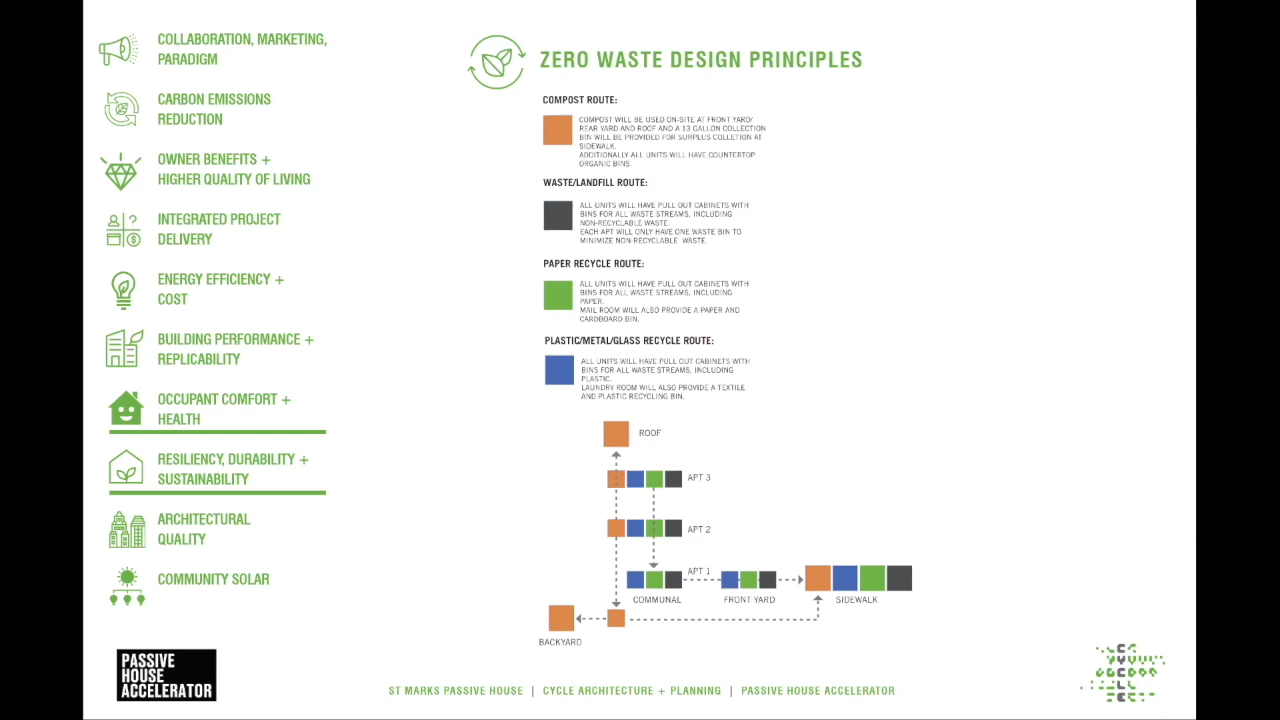 COLLABORATION, MARKETING,
PARADIGM
CARBON EMISSIONS
REDUCTION
OWNER BENEFITS +
HIGHER QUALITY OF LIVING
INTEGRATED PROJECT
DELIVERY
ENERGY EFFICIENCY +
COST
BUILDING PERFORMANCE +
REPLICABILITY
OCCUPANT COMFORT +
HEALTH
RESILIENCY, DURABILITY +
SUSTAINABILITY
ARCHITECTURAL
QUALITY
COMMUNITY SOLAR
PASSIVE
HOUSE
ACCELERATOR
ZERO WASTE DESIGN PRINCIPLES
COMPOST ROUTE:
COMPOST WILL BE USED ON-SITE AT FRONT YARD/
REAR YARD AND ROOF AND A 13 GALLON COLLECTION
BIN WILL BE PROVIDED FOR SURPLUS COLLETION AT
SIDEWALK.
ADDITIONALLY ALL UNITS WILL HAVE COUNTERTOP
ORGANIC BINS.
WASTE/LANDFILL ROUTE:
ALL UNITS WILL HAVE PULL OUT CABINETS WITH
BINS FOR ALL WASTE STREAMS, INCLUDING
NON-RECYCLABLE WASTE.
EACH APT WILL ONLY HAVE ONE WASTE BIN TO
MINIMIZE NON-RECYCLABLE WASTE.
PAPER RECYCLE ROUTE:
ALL UNITS WILL HAVE PULL OUT CABINETS WITH
BINS FOR ALL WASTE STREAMS, INCLUDING
PAPER.
MAIL ROOM WILL ALSO PROVIDE A PAPER AND
CARDBOARD BIN.
PLASTIC/METAL/GLASS RECYCLE ROUTE:
ALL UNITS WILL HAVE PULL OUT CABINETS WITH
BINS FOR ALL WASTE STREAMS, INCLUDING
PLASTIC.
LAUNDRY ROOM WILL ALSO PROVIDE A TEXTILE
AND PLASTIC RECYCLING BIN.
ROOF
APT 3
APT 2
APT 1
COMMUNAL
FRONT YARD
SIDEWALK
BACKYARD
ST MARKS PASSIVE HOUSE | CYCLE ARCHITECTURE + PLANNING | PASSIVE HOUSE ACCELERATOR
CYCLE